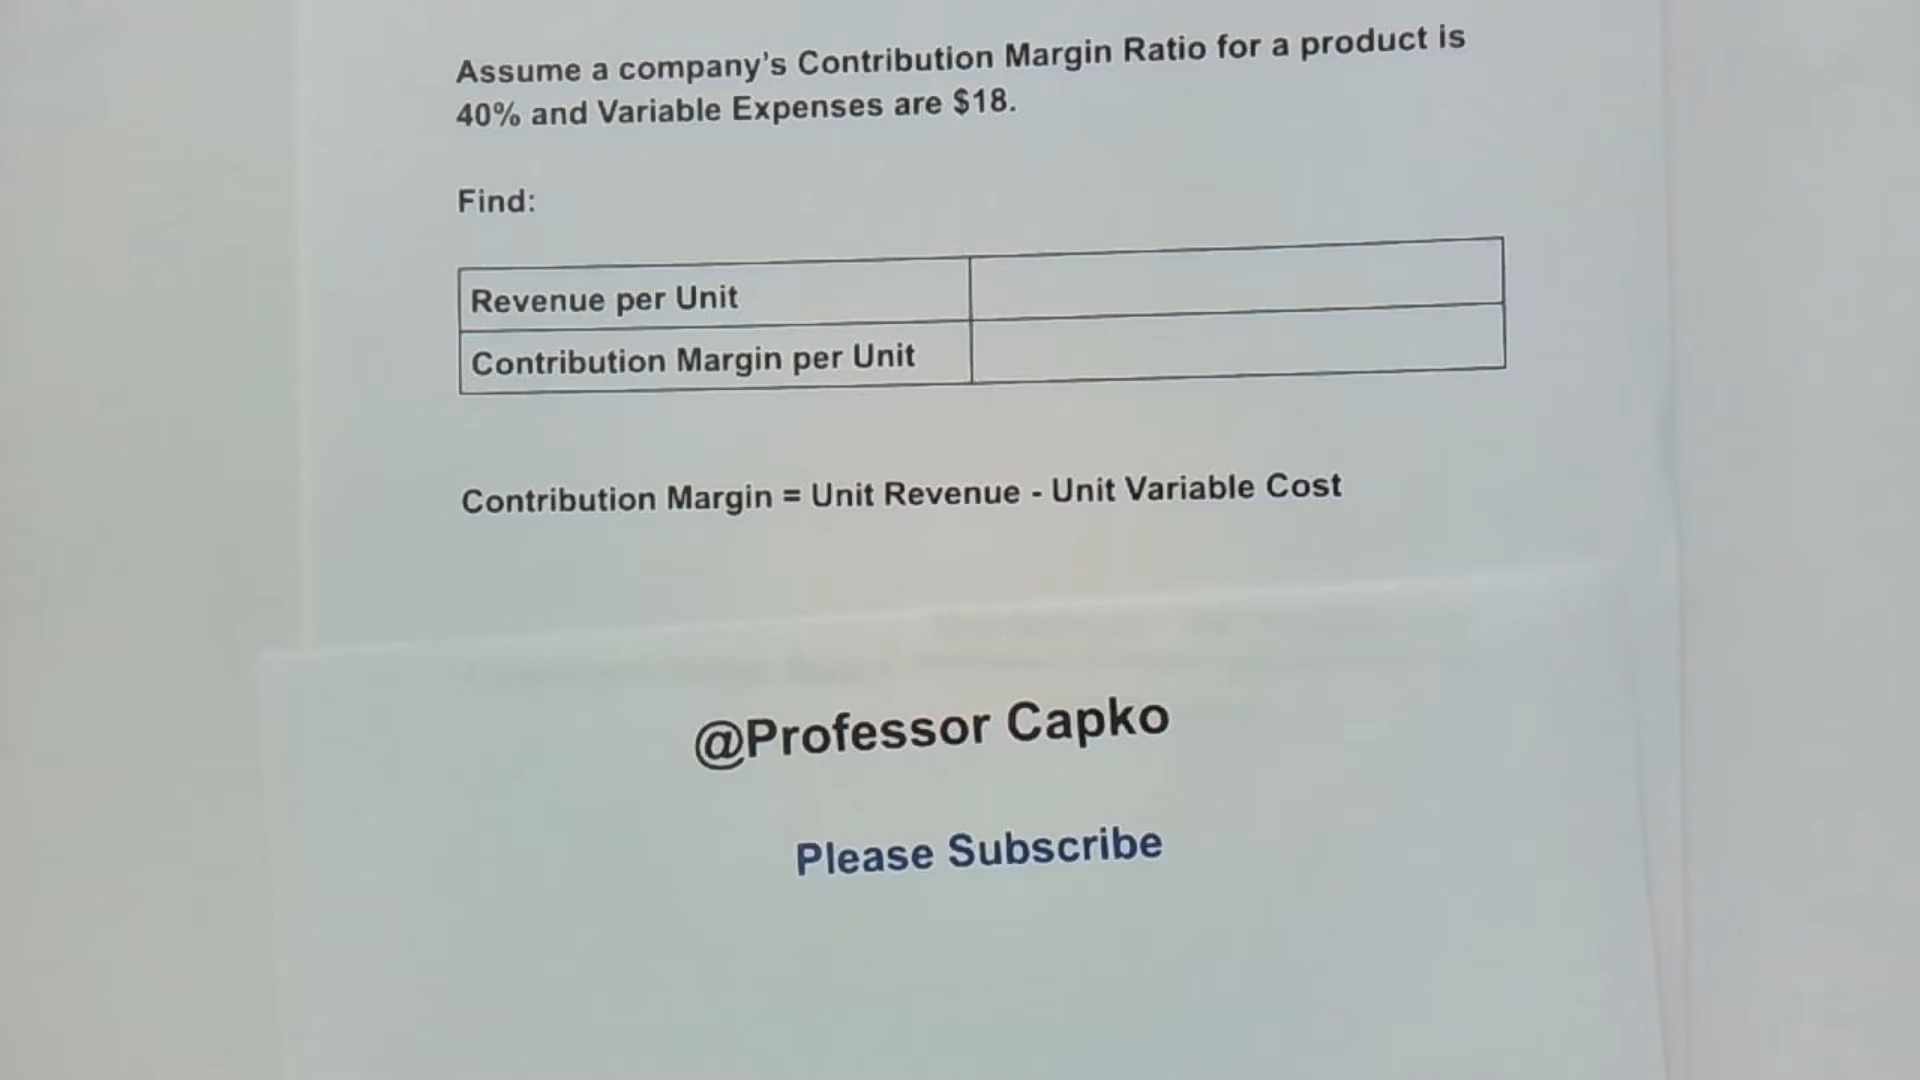 Assume a company's Contribution Margin Ratio for a product is
40% and Variable Expenses are $18.
Find:
Revenue per Unit
Contribution Margin per Unit
Contribution Margin = Unit Revenue - Unit Variable Cost
@Professor Capko
Please Subscribe